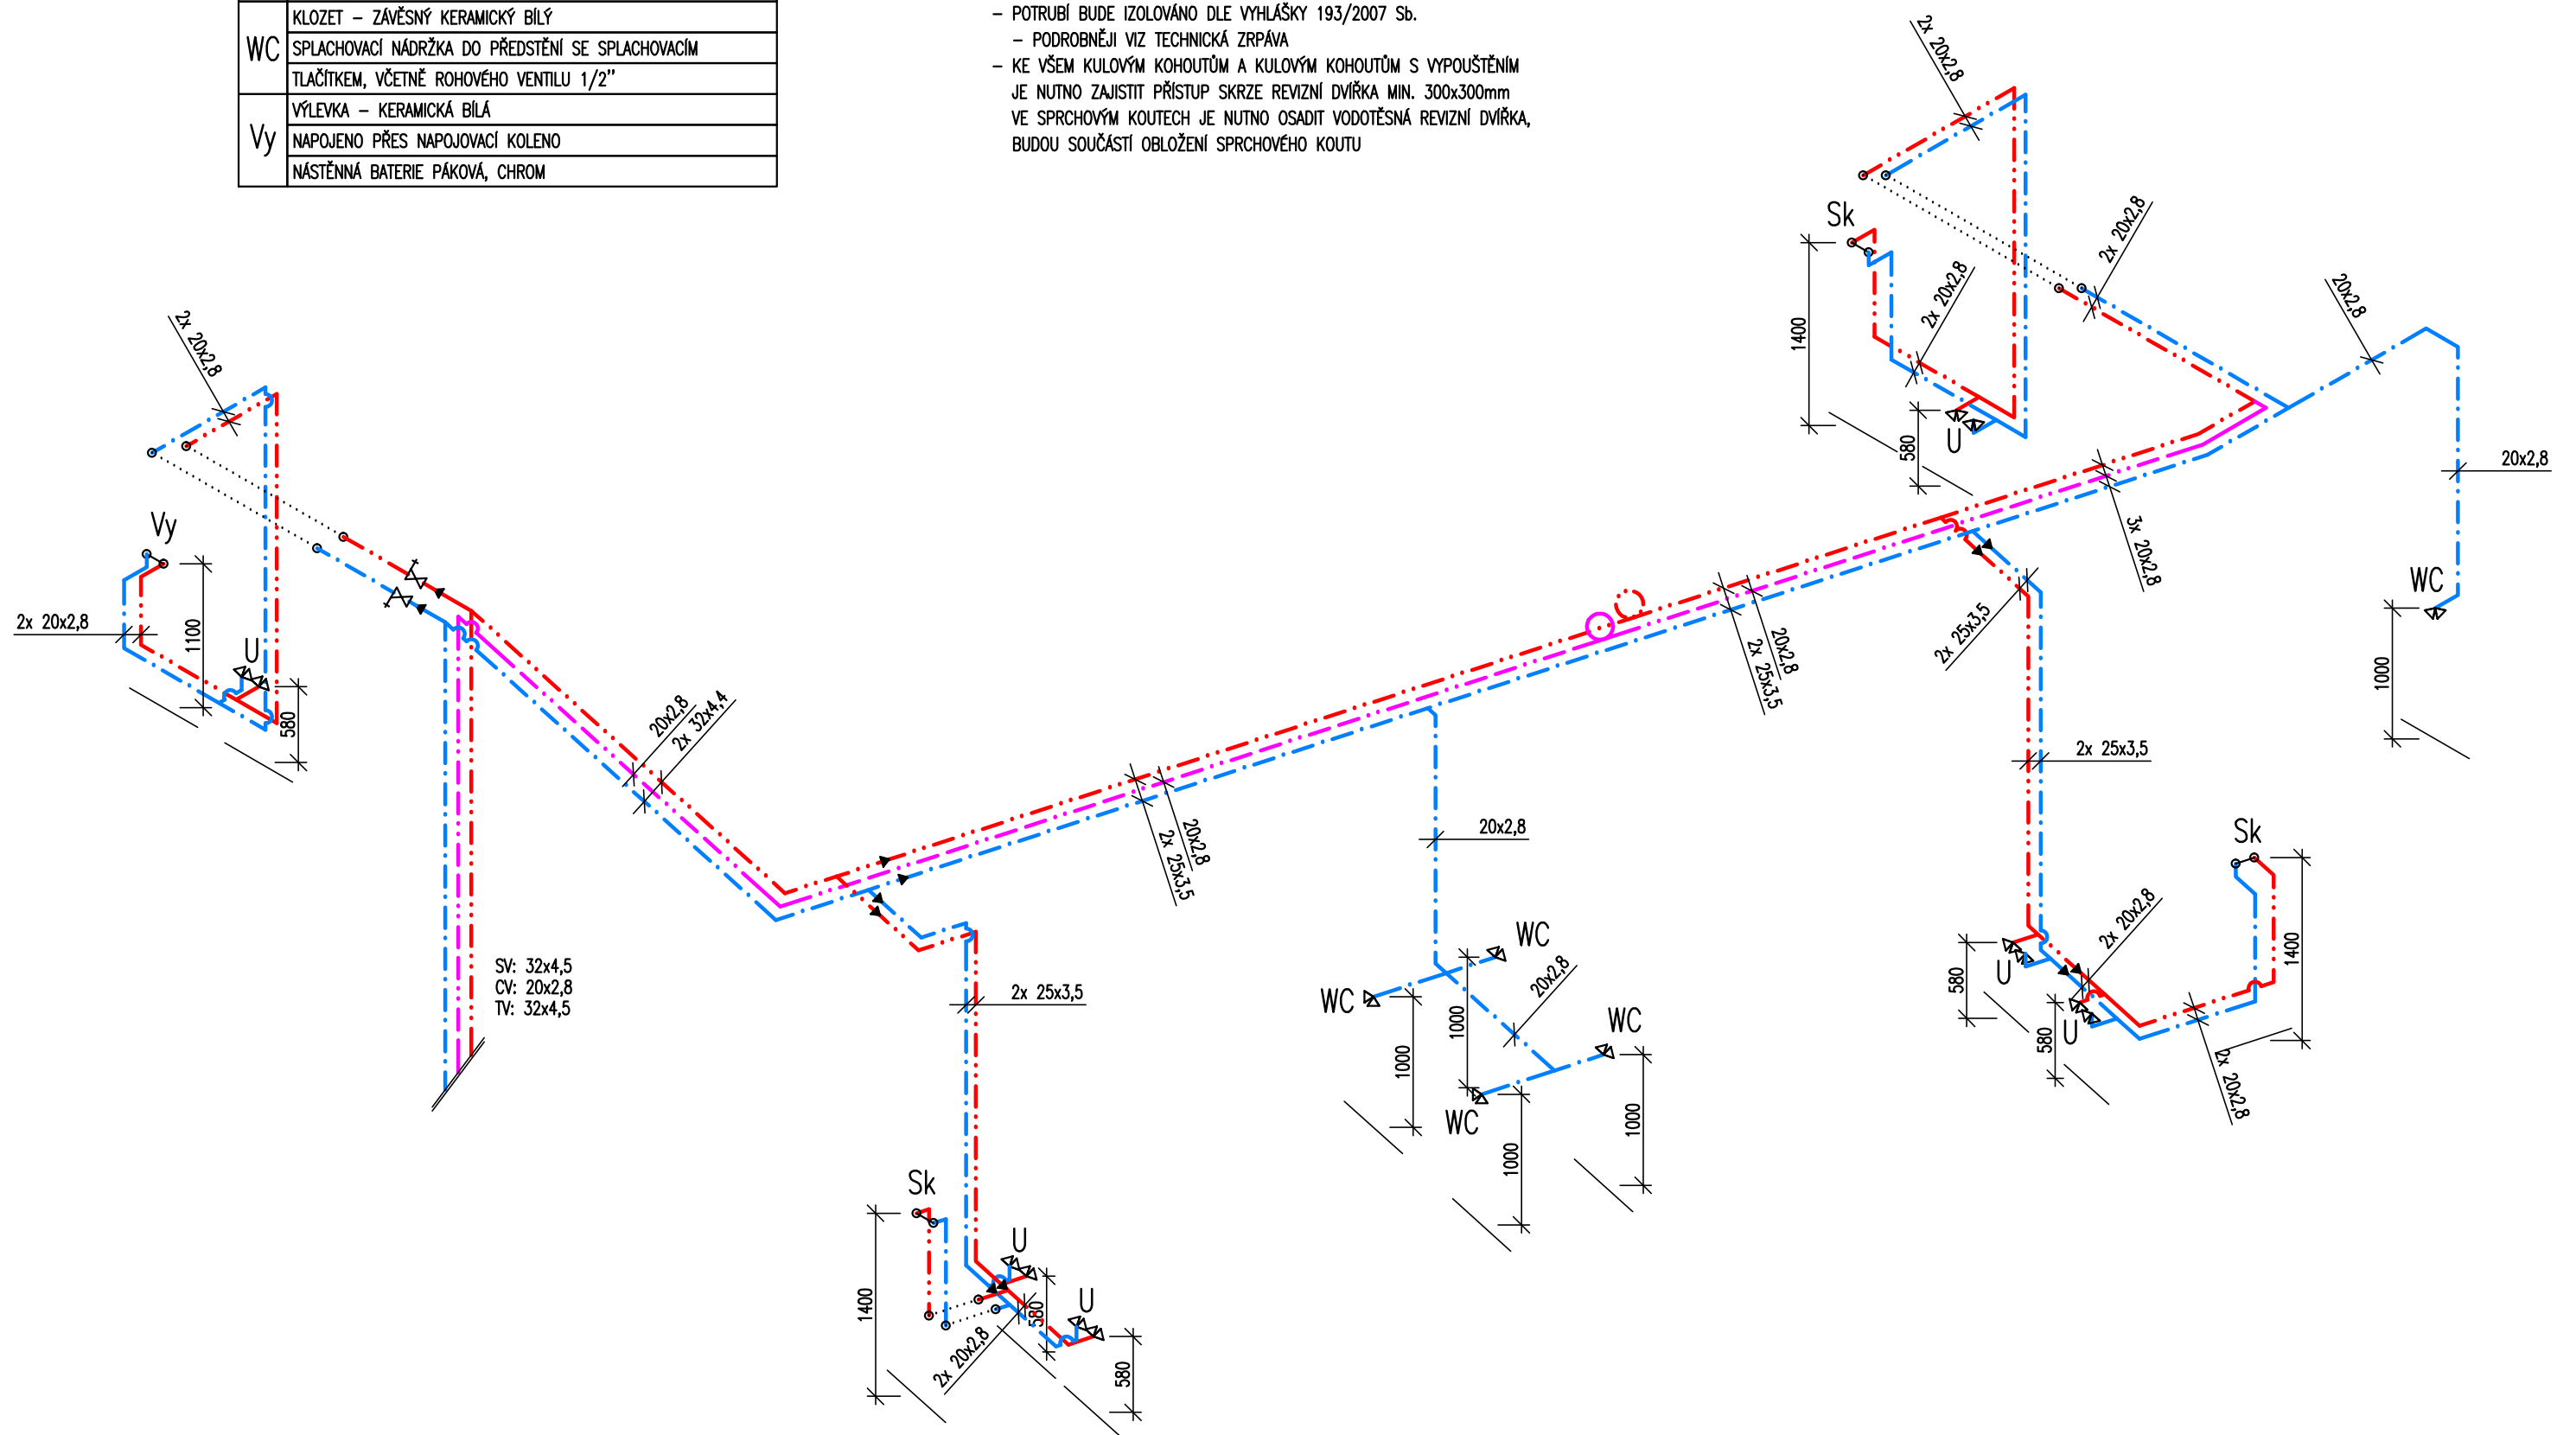 WC
KLOZET – ZÁVĚSNÝ KERAMICKÝ BÍLÝ
SPLACHOVACÍ NÁDRŽKA DO PŘEDSTĚNÍ SE SPLACHOVACÍM
TLAČÍTKEM, VČETNĚ ROHOVÉHO VENTILU 1/2"
Vy
VÝLEVKA – KERAMICKÁ BÍLÁ
NAPOJENO PŘES NAPOJOVACÍ KOLENO
NÁSTĚNNÁ BATERIE PÁKOVÁ, CHROM
– POTRUBÍ BUDE IZOLOVÁNO DLE VYHLÁŠKY 193/2007 Sb.
– PODROBNĚJI VIZ TECHNICKÁ ZRPÁVA
– KE VŠEM KULOVÝM KOHOUTŮM A KULOVÝM KOHOUTŮM S VYPOUŠTĚNÍM
JE NUTNO ZAJISTIT PŘÍSTUP SKRZE REVIZNÍ DVÍŘKA MIN. 300x300mm
VE SPRCHOVÝM KOUTECH JE NUTNO OSADIT VODOTĚSNÁ REVIZNÍ DVÍŘKA,
BUDOU SOUČÁSTÍ OBLOŽENÍ SPRCHOVÉHO KOUTU
2x 20x2,8
Vy
2x 20x2,8
1100
U
580
SV: 32x4,5
CV: 20x2,8
TV: 32x4,5
20x2,8
2x 32x4,4
20x2,8
2x 25x3,5
2x 25x3,5
Sk
1400
U
580
U
580
2x 20x2,8
20x2,8
WC
WC
1000
1000
20x2,8
WC
WC
1000
1000
20x2,8
2x 25x3,5
2x 20x2,8
Sk
1400
2x 20x2,8
2x 20x2,8
U
580
20x2,8
3x 20x2,8
20x2,8
WC
1000
2x 25x3,5
2x 25x3,5
Sk
1400
2x 20x2,8
U
580
U
580
2x 20x2,8